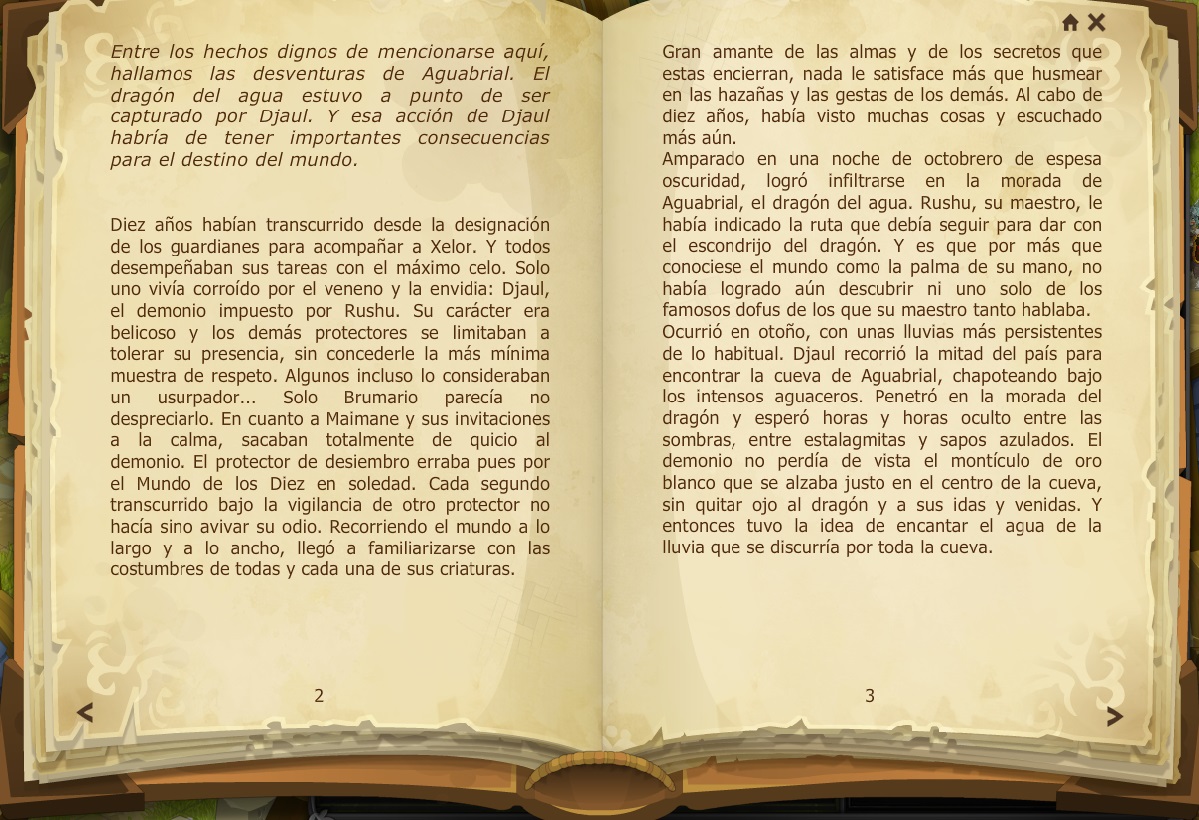 Entre los hechos dignos de mencionarse aquí,
hallamos las desventuras de Aguabrial. El
dragón del agua estuvo a punto de ser
capturado por Djaul. Y esa acción de Djaul
habría de tener importantes consecuencias
para el destino del mundo.
Diez años habían transcurrido desde la designación
de los guardianes para acompañar a Xelor. Y todos
desempeñaban sus tareas con el máximo celo. Solo
uno vivía corroído por el veneno y la envidia: Djaul,
el demonio impuesto por Rushu. Su carácter era
belicoso y los demás protectores se limitaban a
tolerar su presencia, sin concederle la más mínima
muestra de respeto. Algunos incluso lo consideraban
un usurpador... Solo Brumario parecía no
despreciarlo. En cuanto a Maimane y sus invitaciones
a la calma, sacaban totalmente de quicio al
demonio. El protector de desiembro erraba pues por
el Mundo de los Diez en soledad. Cada segundo
transcurrido bajo la vigilancia de otro protector no
hacía sino avivar su odio. Recorriendo el mundo a lo
largo y a lo ancho, llegó a familiarizarse con las
costumbres de todas y cada una de sus criaturas.
2
Gran amante de las almas y de los secretos que
estas encierran, nada le satisface más que husmear
en las hazañas y las gestas de los demás. Al cabo de
diez años, había visto muchas cosas y escuchado
más aún.
Amparado en una noche de octobrero de espesa
oscuridad, logró infiltrarse en la morada de
Aguabrial, el dragón del agua. Rushu, su maestro, le
había indicado la ruta que debía seguir para dar con
el escondrijo del dragón. Y es que por más que
conociese el mundo como la palma de su mano, no
había logrado aún descubrir ni uno solo de los
famosos dofus de los que su maestro tanto hablaba.
Ocurrió en otoño, con unas lluvias más persistentes
de lo habitual. Djaul recorrió la mitad del país para
encontrar la cueva de Aguabrial, chapoteando bajo
los intensos aguaceros. Penetró en la morada del
dragón y esperó horas y horas oculto entre las
sombras, entre estalagmitas y sapos azulados. El
demonio no perdía de vista el montículo de oro
blanco que se alzaba justo en el centro de la cueva,
sin quitar ojo al dragón y a sus idas y venidas. Y
entonces tuvo la idea de encantar el agua de la
lluvia que se discurría por toda la cueva.
3